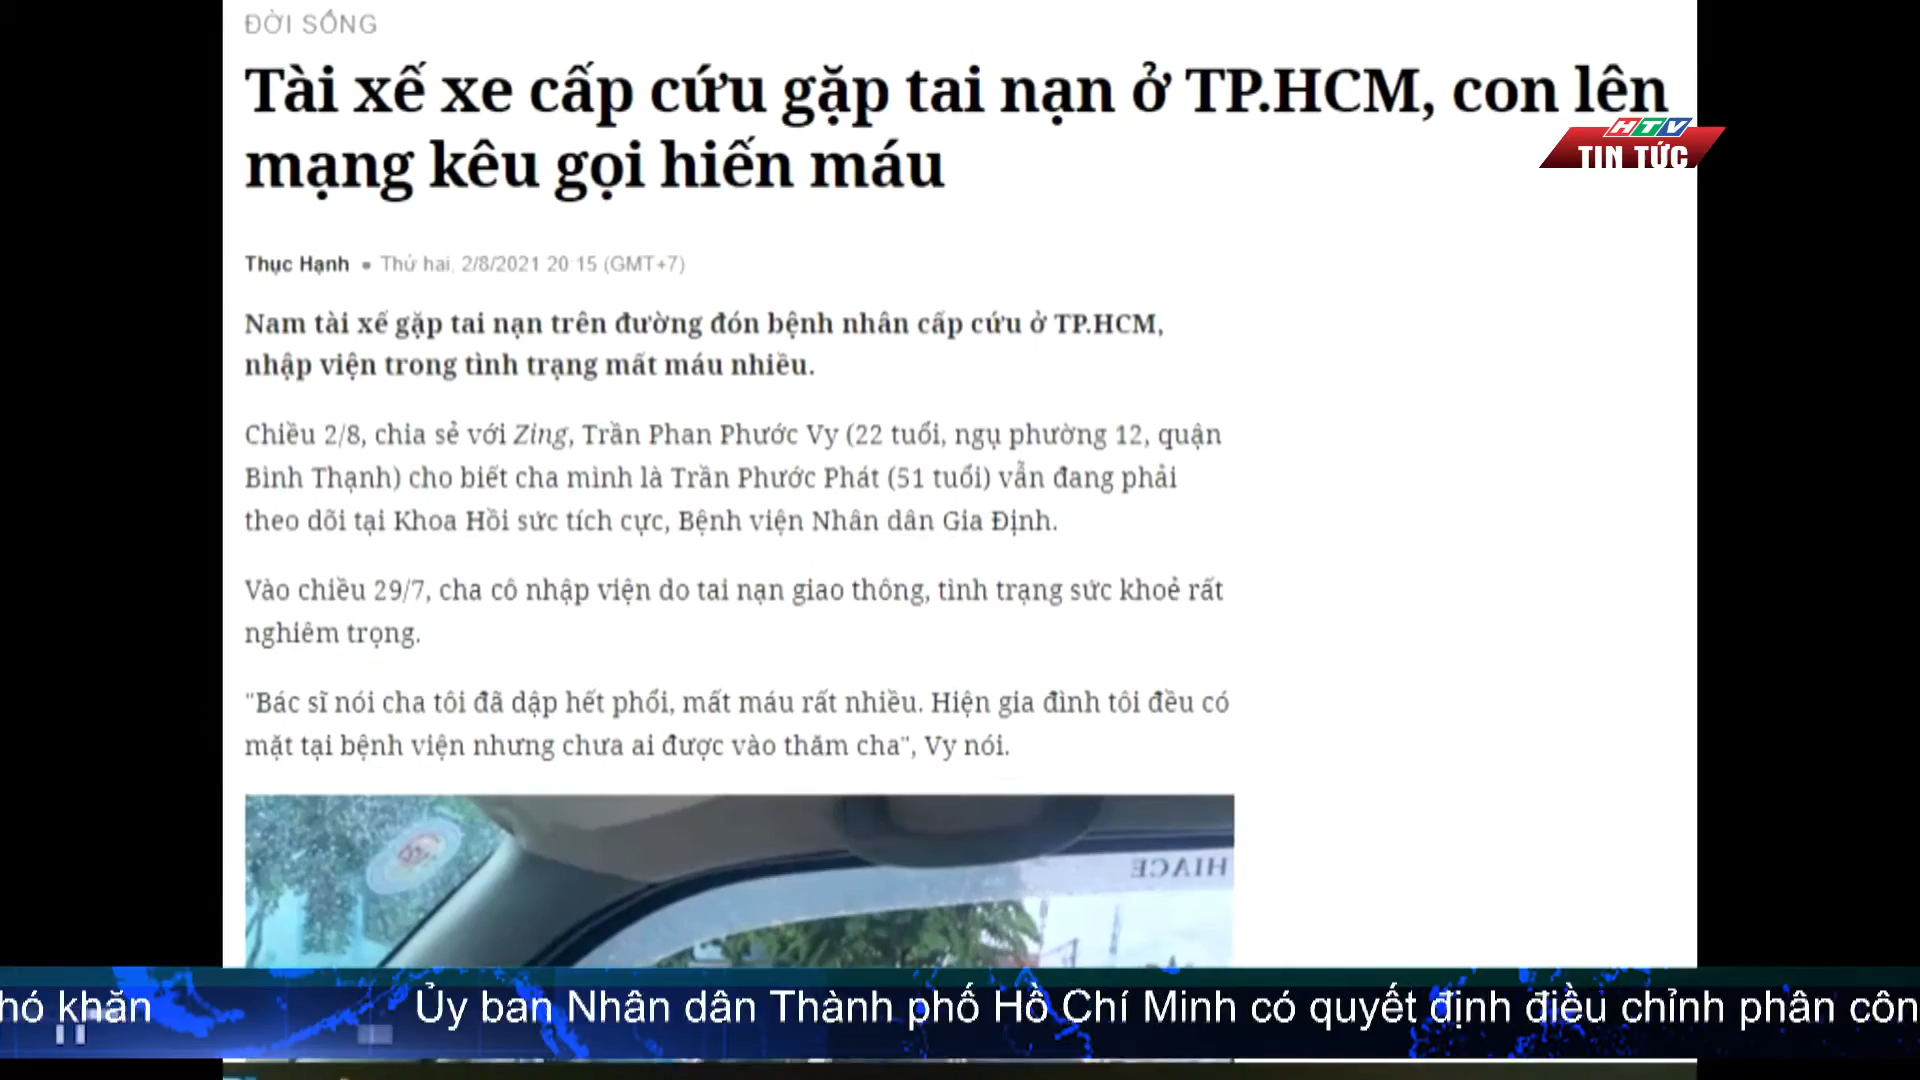 ĐỜI SỐNG
Tài xế xe cấp cứu gặp tai nạn ở TP.HCM, con lên
mạng kêu gọi hiến máu
HTV
TIN TỨC
Thục Hạnh • Thứ hai, 2/8/2021 20:15 (GMT+7)
Nam tài xế gặp tai nạn trên đường đón bệnh nhân cấp cứu ở TP.HCM,
nhập viện trong tình trạng mất máu nhiều.
Chiều 2/8, chia sẻ với Zing, Trần Phan Phước Vy (22 tuổi, ngụ phường 12, quận
Bình Thạnh) cho biết cha mình là Trần Phước Phát (51 tuổi) vẫn đang phải
theo dõi tại Khoa Hồi sức tích cực, Bệnh viện Nhân dân Gia Định.
Vào chiều 29/7, cha cô nhập viện do tai nạn giao thông, tình trạng sức khoẻ rất
nghiêm trọng.
"Bác sĩ nói cha tôi đã dập hết phổi, mất máu rất nhiều. Hiện gia đình tôi đều có
mặt tại bệnh viện nhưng chưa ai được vào thăm cha", Vy nói.
HIACE
hó khăn Ủy ban Nhân dân Thành phố Hồ Chí Minh có quyết định điều chỉnh phân côn